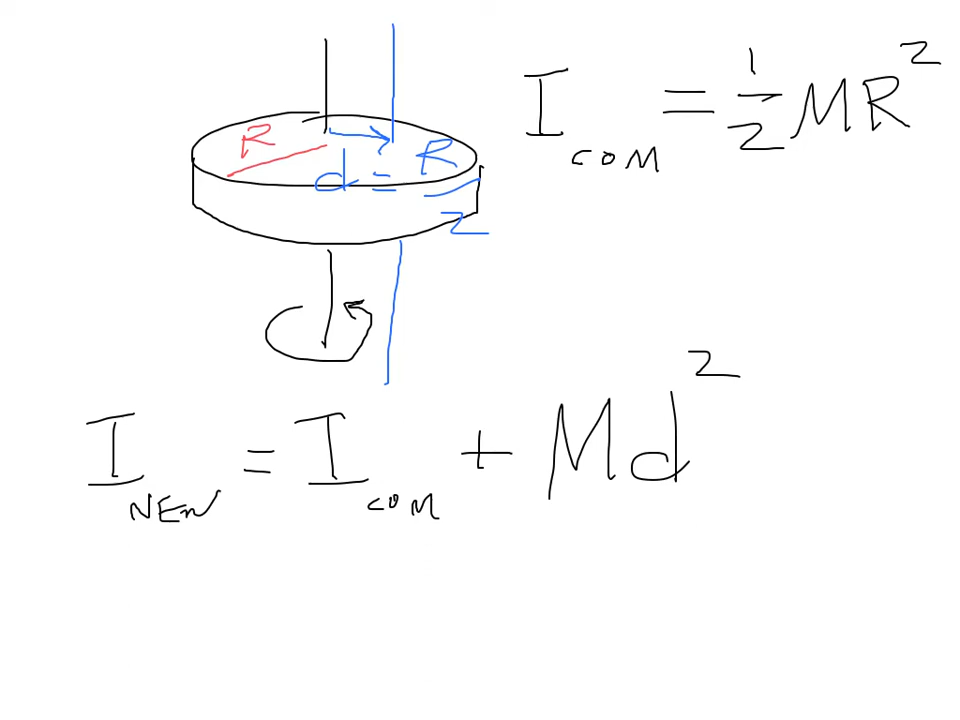 I_COM = 1/2 MR²
R
d = R/2
I_NEW = I_COM + Md²